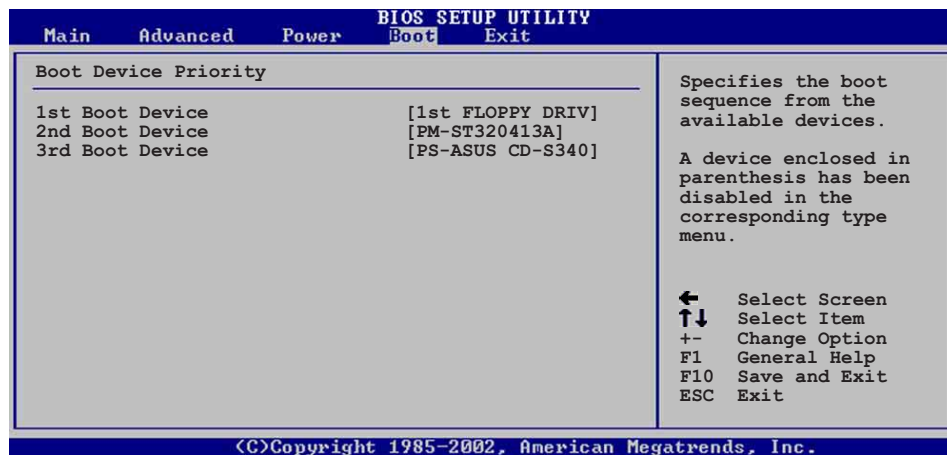 BIOS SETUP UTILITY
Main Advanced Power Boot Exit
Boot Device Priority
1st Boot Device [1st FLOPPY DRIV]
2nd Boot Device [PM-ST320413A]
3rd Boot Device [PS-ASUS CD-S340]
Specifies the boot
sequence from the
available devices.
A device enclosed in
parenthesis has been
disabled in the
corresponding type
menu.
← Select Screen
↑↓ Select Item
+- Change Option
F1 General Help
F10 Save and Exit
ESC Exit
(C)Copyright 1985-2002, American Megatrends, Inc.